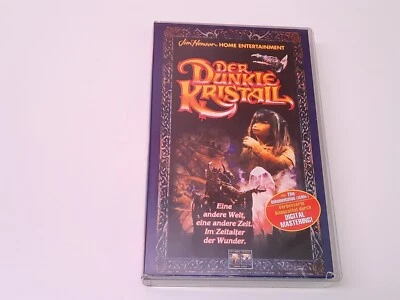 Jim Henson HOME ENTERTAINMENT
DER
DUNKLE
KRISTALL
Eine
andere Welt,
eine andere Zeit.
Im Zeitalter
der Wunder.
DIGITAL
MASTERING!